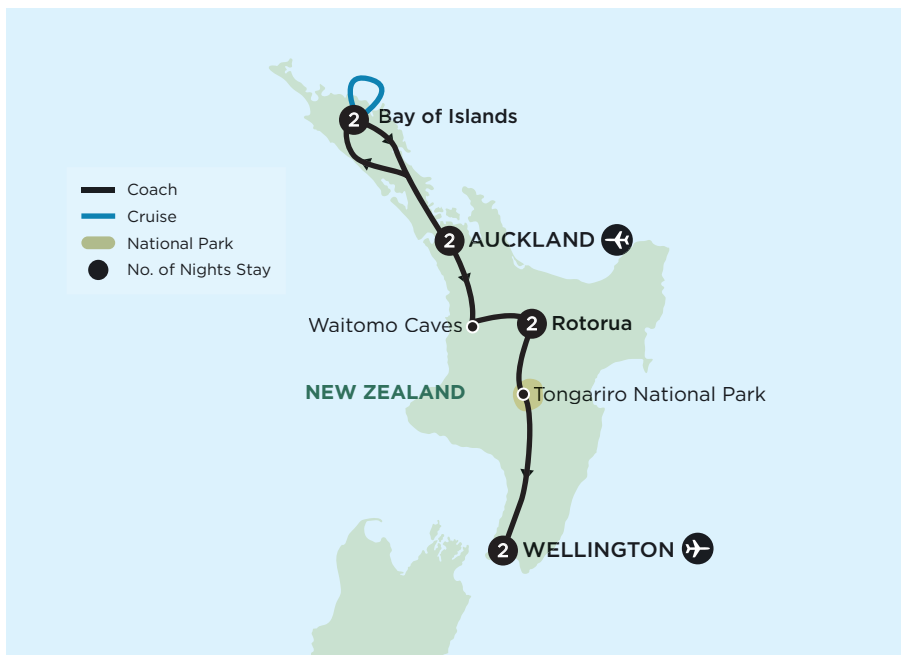 2 Bay of Islands
Coach
Cruise
National Park
No. of Nights Stay
2 AUCKLAND
Waitomo Caves
2 Rotorua
NEW ZEALAND
Tongariro National Park
2 WELLINGTON